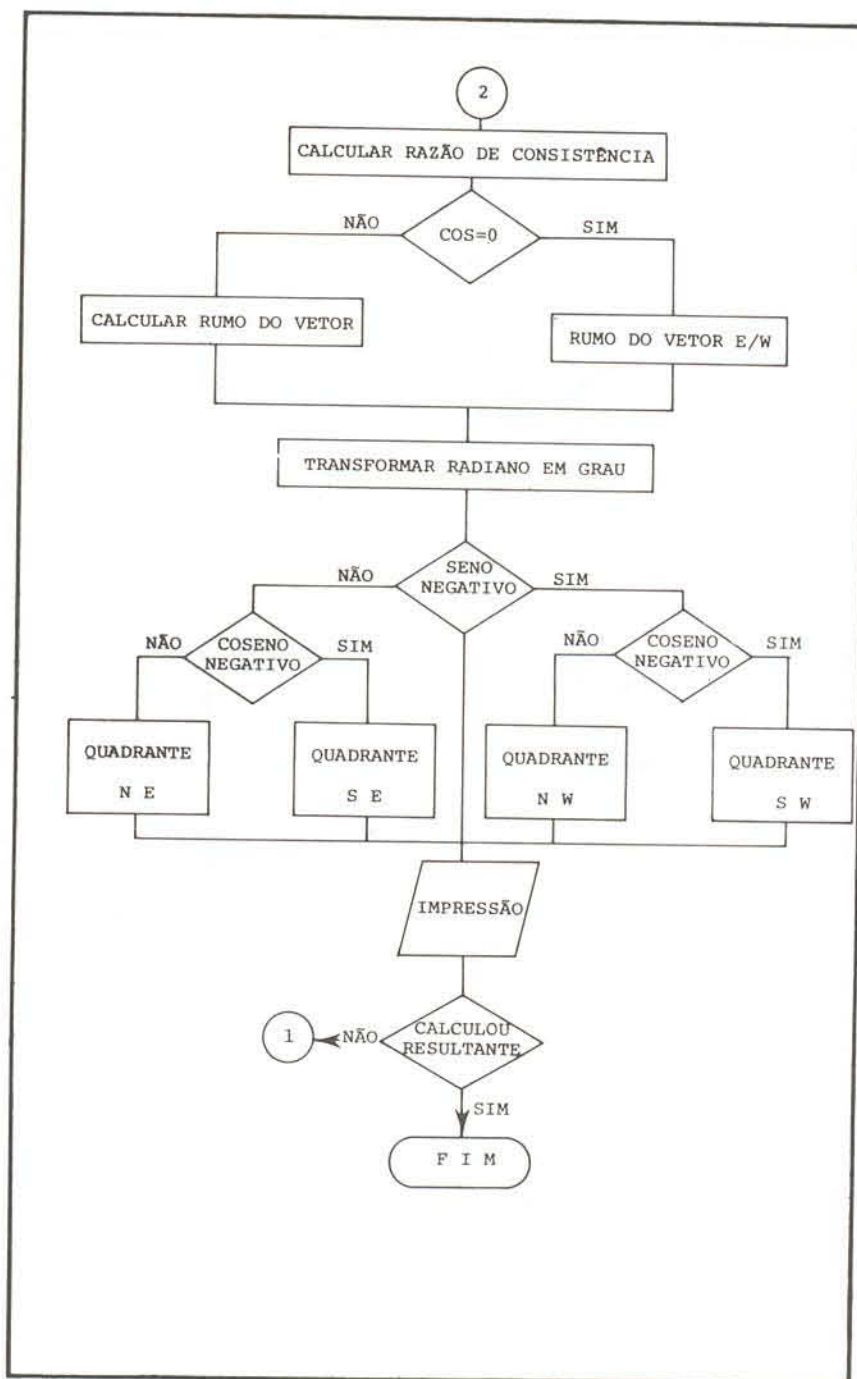 2
CALCULAR RAZÃO DE CONSISTÊNCIA
NÃO
COS=0
SIM
CALCULAR RUMO DO VETOR
RUMO DO VETOR E/W
TRANSFORMAR RADIANO EM GRAU
NÃO
SENO
NEGATIVO
SIM
NÃO
COSENO
NEGATIVO
SIM
NÃO
COSENO
NEGATIVO
SIM
QUADRANTE
N E
QUADRANTE
S E
QUADRANTE
N W
QUADRANTE
S W
IMPRESSÃO
1
NÃO
CALCULOU
RESULTANTE
SIM
F I M